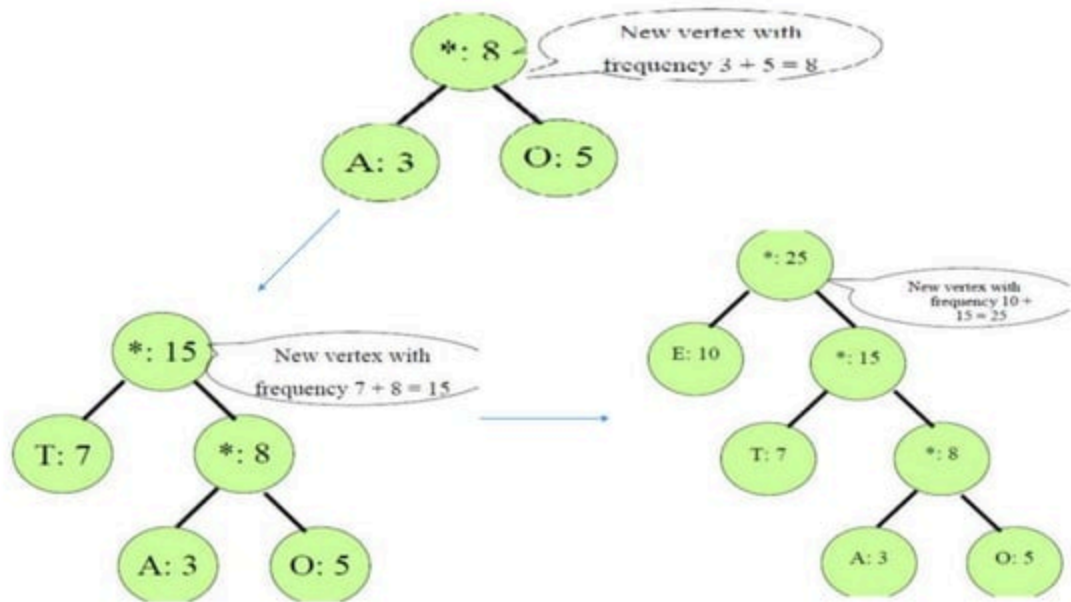 *: 8
New vertex with
frequency 3 + 5 = 8
A: 3
O: 5
*: 15
New vertex with
frequency 7 + 8 = 15
T: 7
*: 8
A: 3
O: 5
*: 25
New vertex with
frequency 10 +
15 = 25
E: 10
*: 15
T: 7
*: 8
A: 3
O: 5